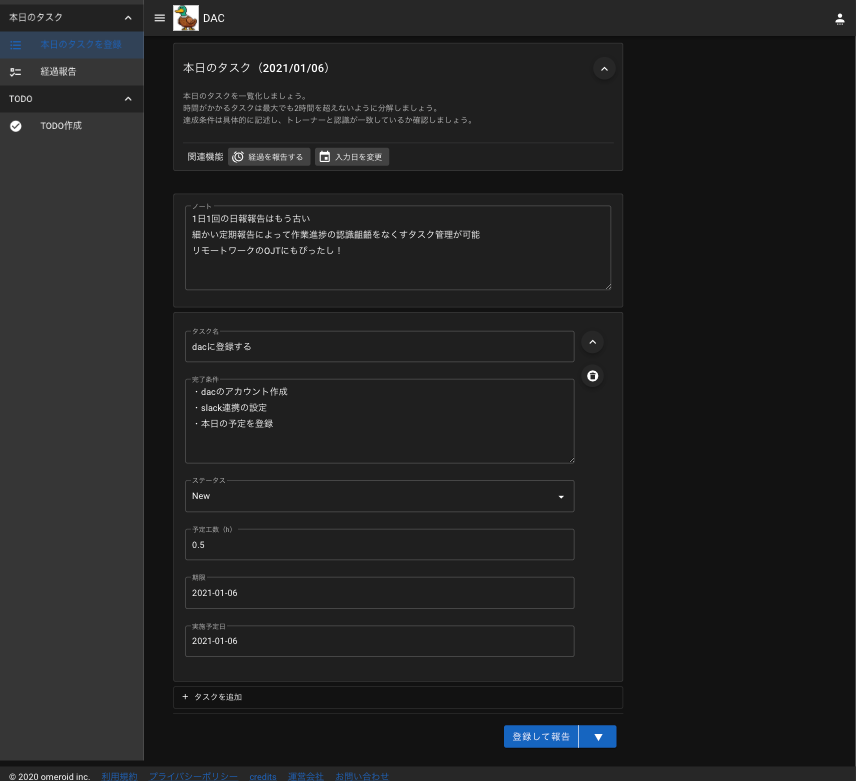 本日のタスク
本日のタスクを登録
経過報告
TODO
TODO作成
DAC
本日のタスク（2021/01/06）
本日のタスクを一覧化しましょう。
時間がかかるタスクは最大でも2時間を超えないように分解しましょう。
達成条件は具体的に記述し、トレーナーと認識が一致しているか確認しましょう。
関連機能
経過を報告する
入力日を変更
ノート
1日1回の日報報告はもう古い
細かい定期報告によって作業進捗の認識齟齬をなくすタスク管理が可能
リモートワークのOJTにもぴったし！
タスク名
dacに登録する
完了条件
・dacのアカウント作成
・slack連携の設定
・本日の予定を登録
ステータス
New
予定工数（h）
0.5
期限
2021-01-06
実施予定日
2021-01-06
+ タスクを追加
登録して報告 ▼
© 2020 omeroid inc. 利用規約 プライバシーポリシー credits 運営会社 お問い合わせ